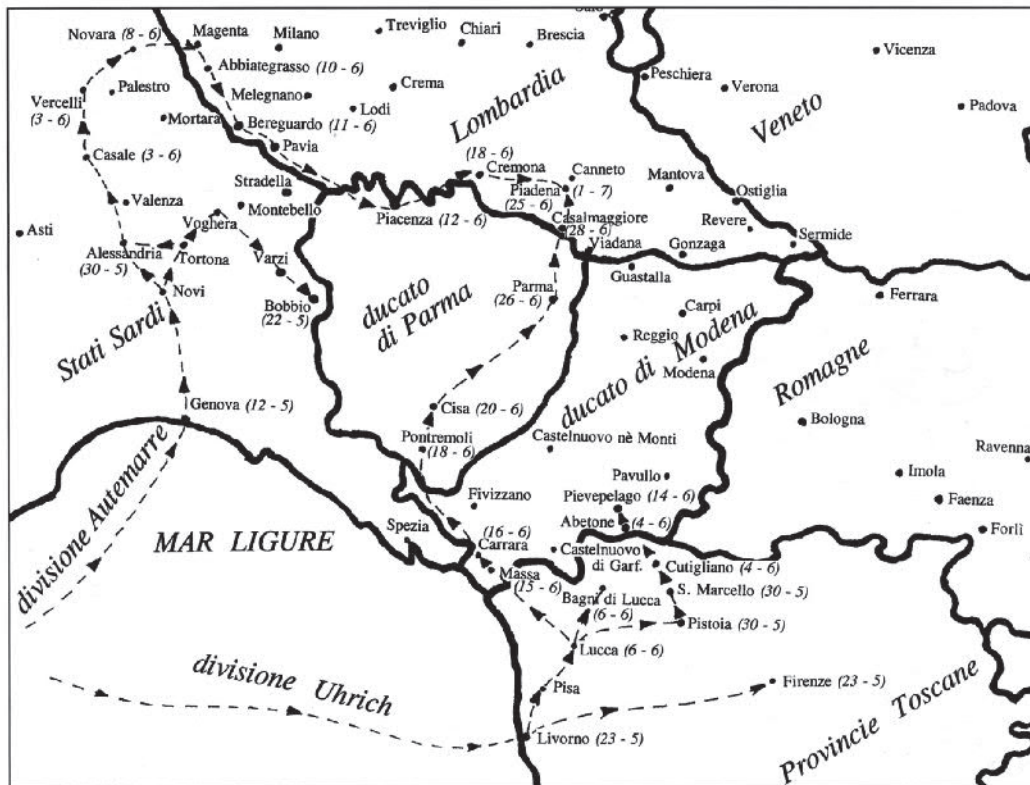 Novara (8 - 6)
Magenta
Milano
Treviglio
Chiari
Brescia
Vicenza
Abbiategrasso (10 - 6)
Peschiera
Verona
Padova
Vercelli
(3 - 6)
Palestro
Melegnano
Crema
Lodi
Lombardia
Veneto
Mortara
Bereguardo (11 - 6)
Pavia
Casale (3 - 6)
(18 - 6)
Cremona
Canneto
(1 - 7)
Piadena
(25 - 6)
Mantova
Ostiglia
Stradella
Valenza
Montebello
Piacenza (12 - 6)
Casalmaggiore
(28 - 6)
Revere
Sermide
Asti
Voghera
Viadana
Gonzaga
Alessandria
(30 - 5)
Tortona
Varzi
Guastalla
Novi
Bobbio
(22 - 5)
Parma
(26 - 6)
Ferrara
ducato
di Parma
Carpi
Reggio
Modena
Stati Sardi
ducato di Modena
Romagne
Genova (12 - 5)
Cisa (20 - 6)
Bologna
Pontremoli
(18 - 6)
Castelnuovo nè Monti
Ravenna
Pavullo
Imola
Fivizzano
Pievepelago (14 - 6)
Faenza
divisione Autemarre
MAR LIGURE
Spezia
(16 - 6)
Carrara
Abetone (4 - 6)
Forlì
Castelnuovo
di Garf.
Cutigliano (4 - 6)
Massa
(15 - 6)
Bagni di Lucca
(6 - 6)
S. Marcello (30 - 5)
Pistoia (30 - 5)
Lucca (6 - 6)
divisione Uhrich
Pisa
Firenze (23 - 5)
Livorno (23 - 5)
Provincie Toscane